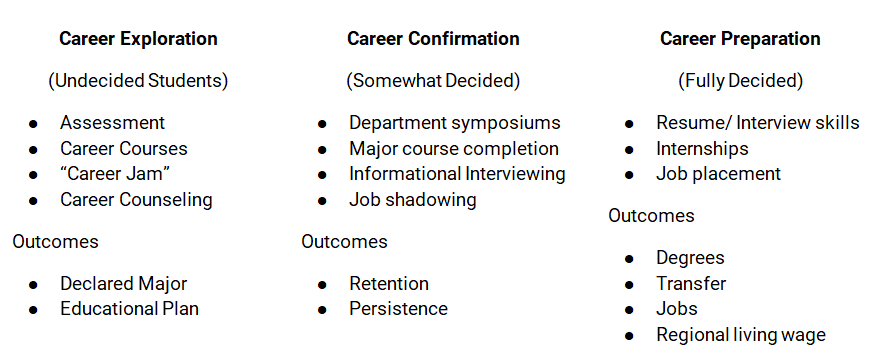 Career Exploration
(Undecided Students)
● Assessment
● Career Courses
● “Career Jam”
● Career Counseling
Outcomes
● Declared Major
● Educational Plan
Career Confirmation
(Somewhat Decided)
● Department symposiums
● Major course completion
● Informational Interviewing
● Job shadowing
Outcomes
● Retention
● Persistence
Career Preparation
(Fully Decided)
● Resume/ Interview skills
● Internships
● Job placement
Outcomes
● Degrees
● Transfer
● Jobs
● Regional living wage